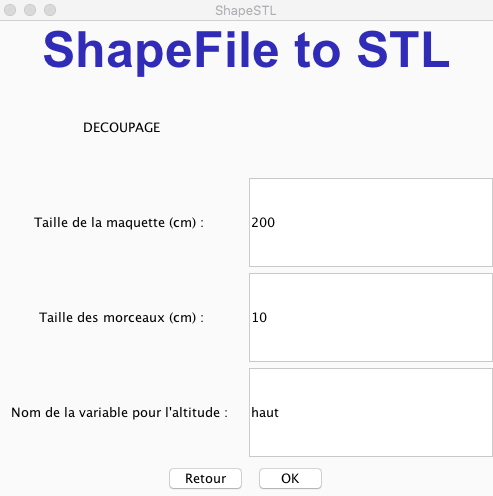 ShapeSTL
ShapeFile to STL
DECOUPAGE
Taille de la maquette (cm) : 200
Taille des morceaux (cm) : 10
Nom de la variable pour l'altitude : haut
Retour OK